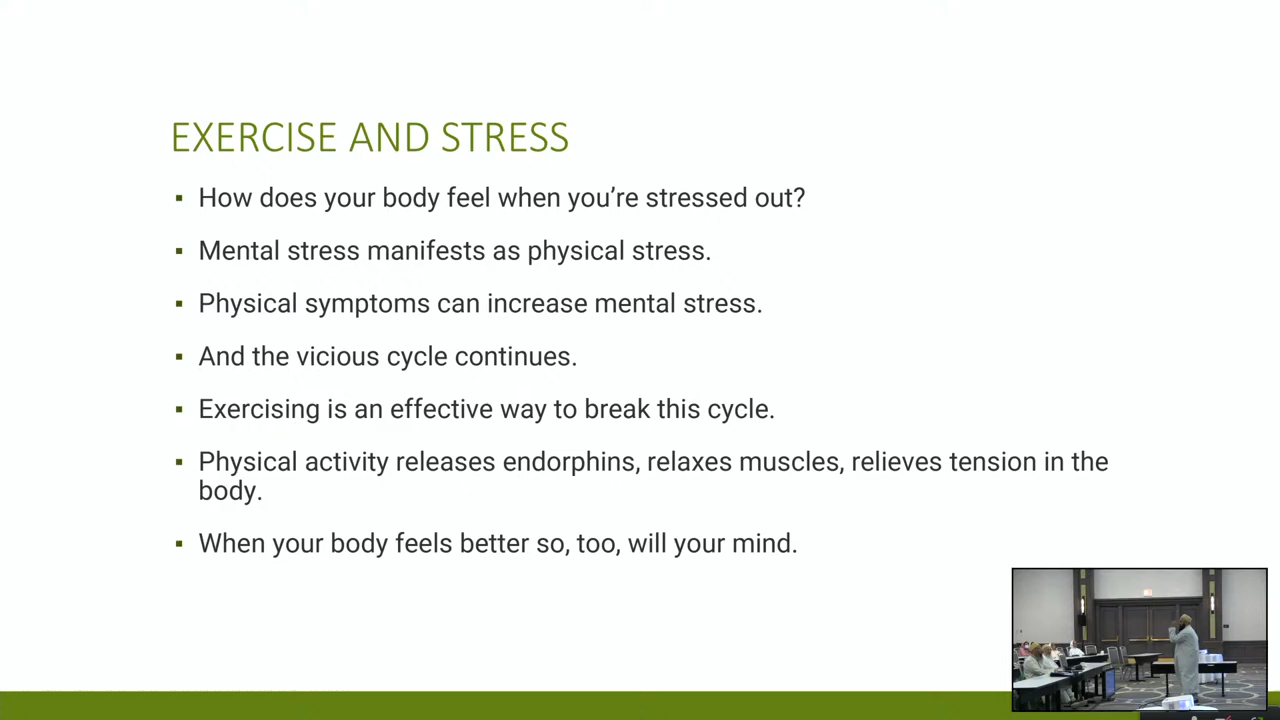 EXERCISE AND STRESS
▪ How does your body feel when you’re stressed out?
▪ Mental stress manifests as physical stress.
▪ Physical symptoms can increase mental stress.
▪ And the vicious cycle continues.
▪ Exercising is an effective way to break this cycle.
▪ Physical activity releases endorphins, relaxes muscles, relieves tension in the
body.
▪ When your body feels better so, too, will your mind.